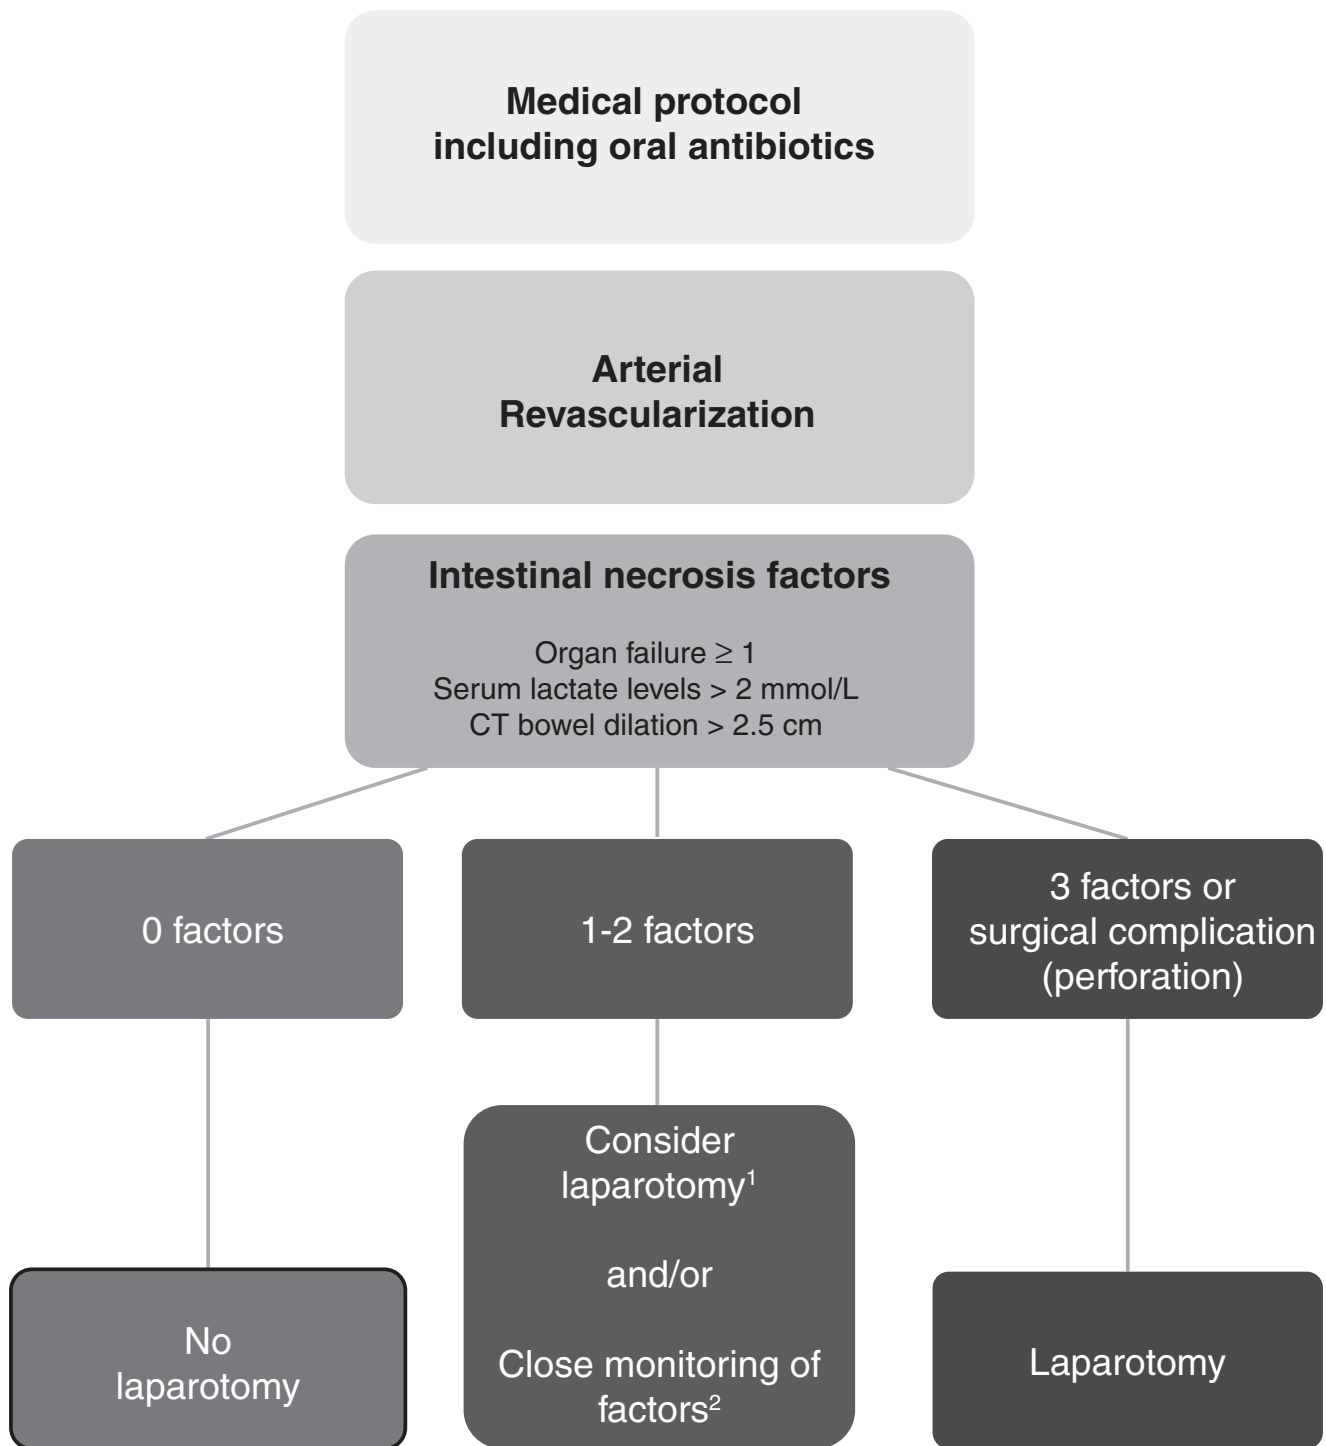 Medical protocol
including oral antibiotics
Arterial
Revascularization
Intestinal necrosis factors
Organ failure ≥ 1
Serum lactate levels > 2 mmol/L
CT bowel dilation > 2.5 cm
0 factors
1-2 factors
3 factors or
surgical complication
(perforation)
No
laparotomy
Consider
laparotomy¹
and/or
Close monitoring of
factors²
Laparotomy